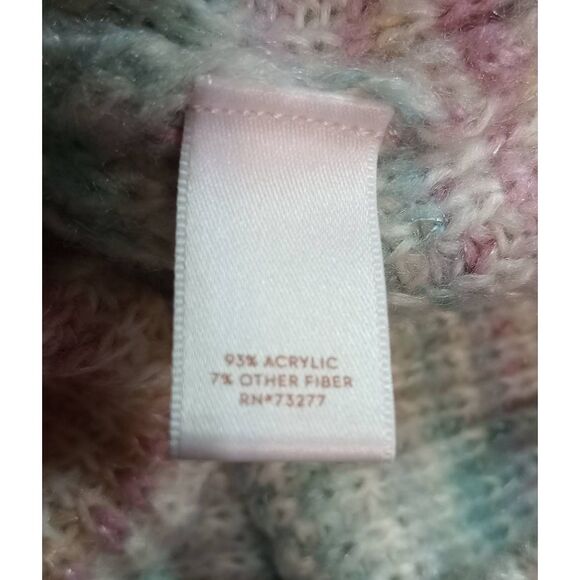 93% ACRYLIC
7% OTHER FIBER
RN#73277